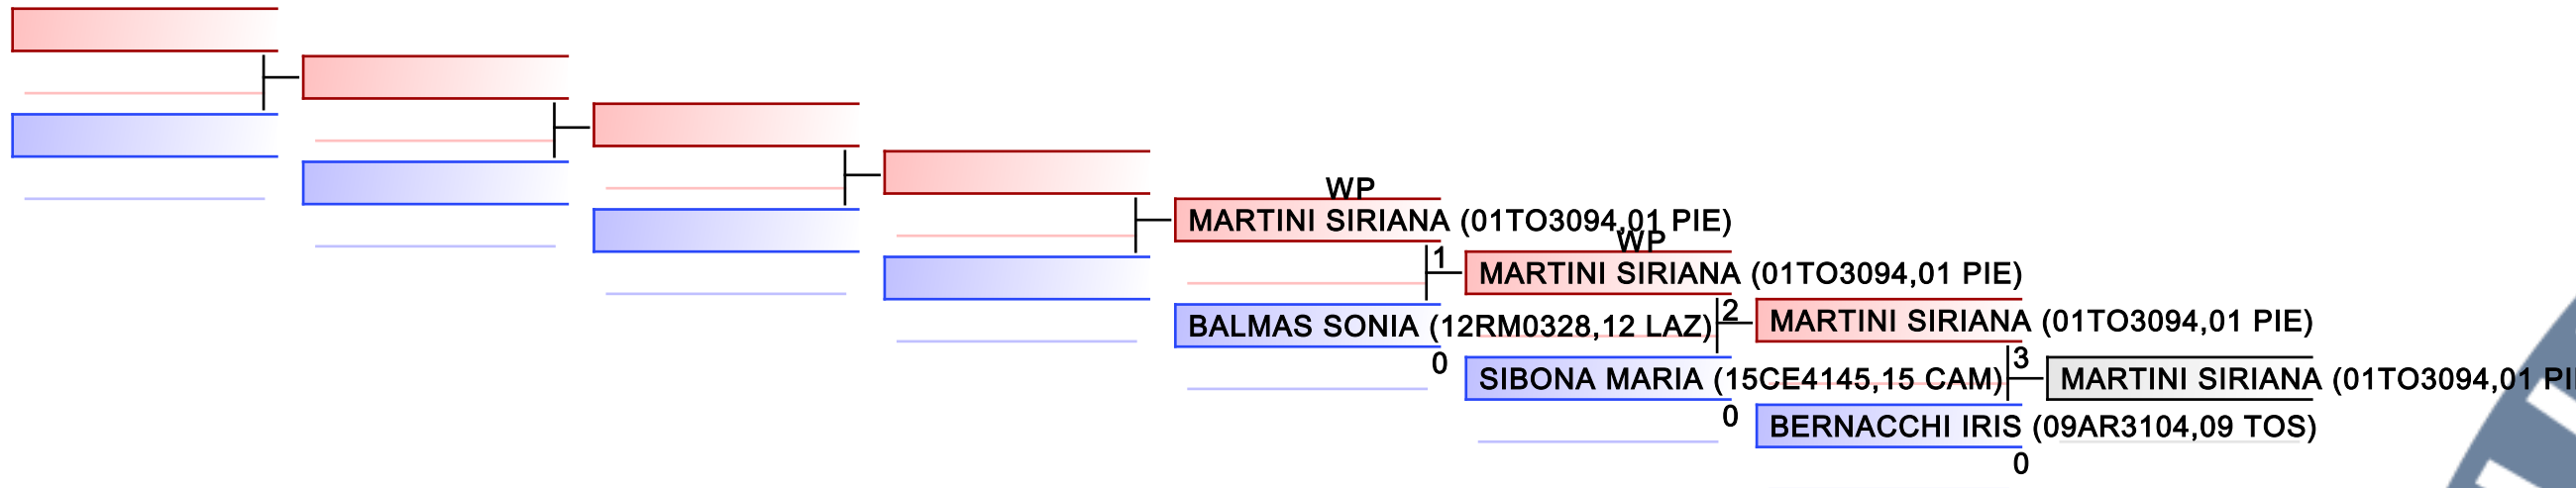 WP
MARTINI SIRIANA (01TO3094,01 PIE)
WP
1
MARTINI SIRIANA (01TO3094,01 PIE)
2
MARTINI SIRIANA (01TO3094,01 PIE)
BALMAS SONIA (12RM0328,12 LAZ)
0
3
SIBONA MARIA (15CE4145,15 CAM)
MARTINI SIRIANA (01TO3094,01 PI
0
BERNACCHI IRIS (09AR3104,09 TOS)
0